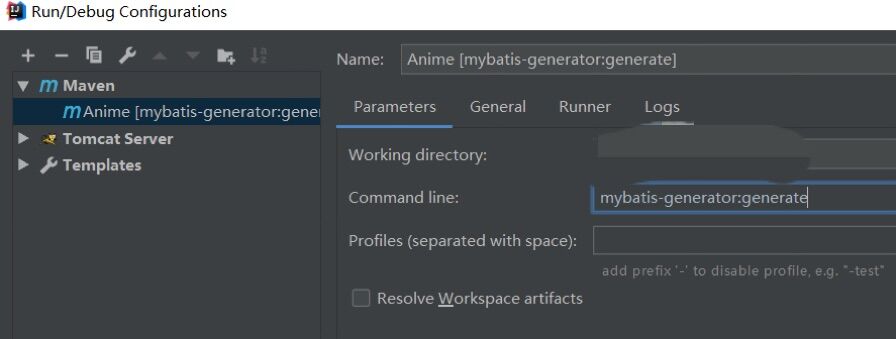 Run/Debug Configurations
Name: Anime [mybatis-generator:generate]
Maven
Anime [mybatis-generator:gener
Tomcat Server
Templates
Parameters General Runner Logs
Working directory:
Command line: mybatis-generator:generate
Profiles (separated with space):
add prefix '-' to disable profile, e.g. "-test"
Resolve Workspace artifacts